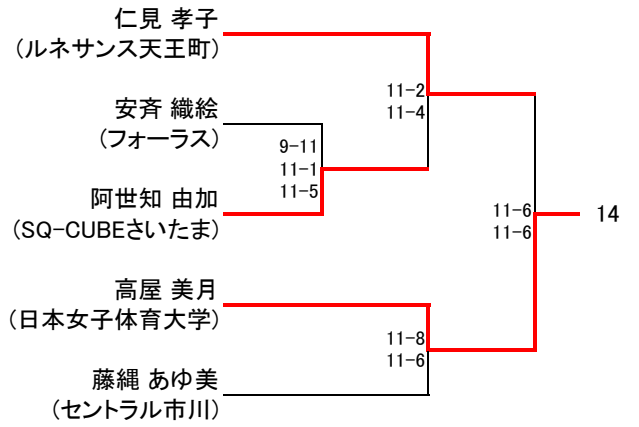 仁見 孝子
(ルネサンス天王町)
11-2
11-4
安斉 織絵
(フォーラス)
9-11
11-1
11-5
阿世知 由加
(SQ-CUBEさいたま)
11-6
11-6
14
高屋 美月
(日本女子体育大学)
11-8
11-6
藤縄 あゆ美
(セントラル市川)